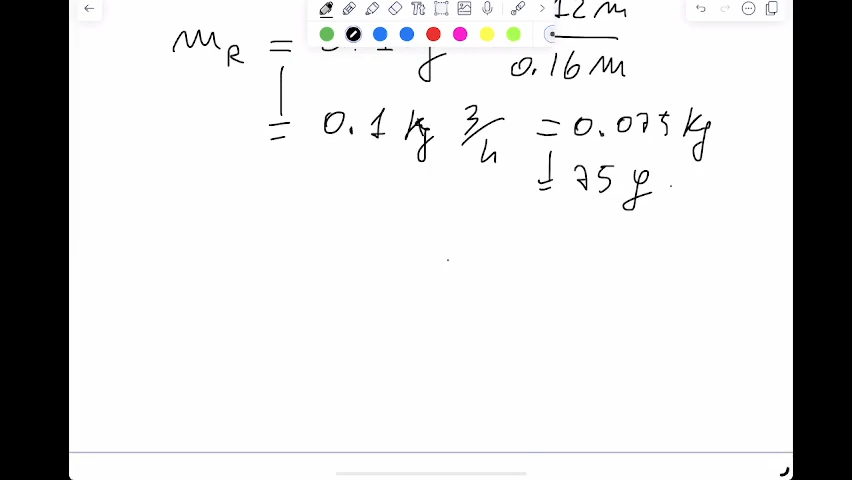 m_R = 12 m
0.16 m
= 0.1 kg 3/4 = 0.075 kg
= 75 g